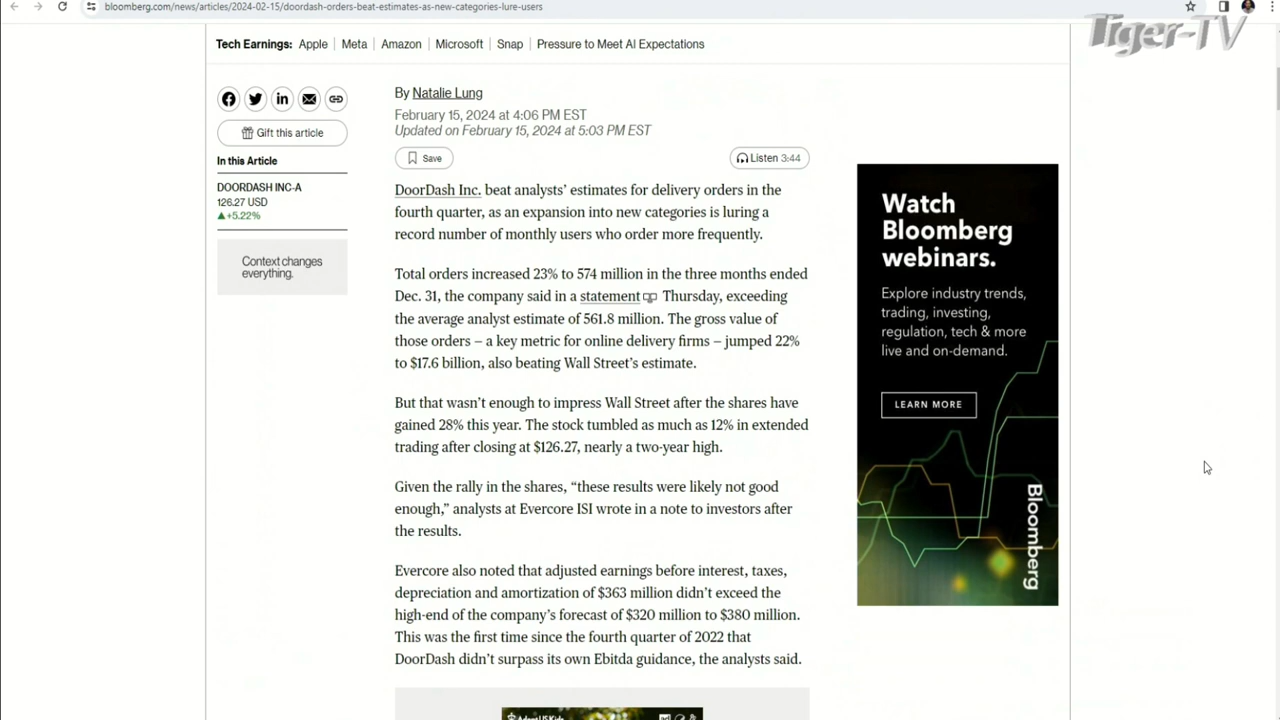 bloomberg.com/news/articles/2024-02-15/doordash-orders-beat-estimates-as-new-categories-lure-users
Tiger-TV
Tech Earnings: Apple | Meta | Amazon | Microsoft | Snap | Pressure to Meet AI Expectations
Gift this article
In this Article
DOORDASH INC-A
126.27 USD
▲+5.22%
Context changes
everything.
By Natalie Lung
February 15, 2024 at 4:06 PM EST
Updated on February 15, 2024 at 5:03 PM EST
Save
Listen 3:44
DoorDash Inc. beat analysts’ estimates for delivery orders in the
fourth quarter, as an expansion into new categories is luring a
record number of monthly users who order more frequently.
Total orders increased 23% to 574 million in the three months ended
Dec. 31, the company said in a statement Thursday, exceeding
the average analyst estimate of 561.8 million. The gross value of
those orders – a key metric for online delivery firms – jumped 22%
to $17.6 billion, also beating Wall Street’s estimate.
But that wasn’t enough to impress Wall Street after the shares have
gained 28% this year. The stock tumbled as much as 12% in extended
trading after closing at $126.27, nearly a two-year high.
Given the rally in the shares, “these results were likely not good
enough,” analysts at Evercore ISI wrote in a note to investors after
the results.
Evercore also noted that adjusted earnings before interest, taxes,
depreciation and amortization of $363 million didn’t exceed the
high-end of the company’s forecast of $320 million to $380 million.
This was the first time since the fourth quarter of 2022 that
DoorDash didn’t surpass its own Ebitda guidance, the analysts said.
Watch
Bloomberg
webinars.
Explore industry trends,
trading, investing,
regulation, tech & more
live and on-demand.
LEARN MORE
Bloomberg